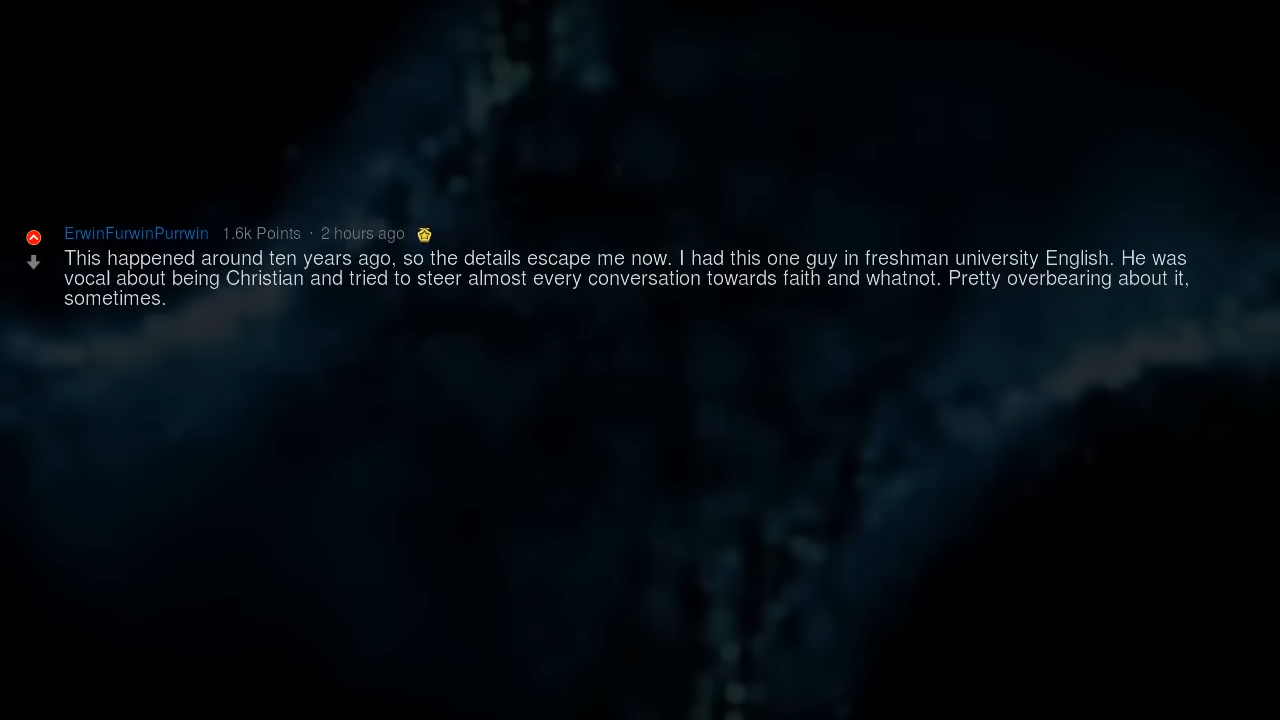 ErwinFurwinPurrwin 1.6k Points · 2 hours ago
This happened around ten years ago, so the details escape me now. I had this one guy in freshman university English. He was
vocal about being Christian and tried to steer almost every conversation towards faith and whatnot. Pretty overbearing about it,
sometimes.